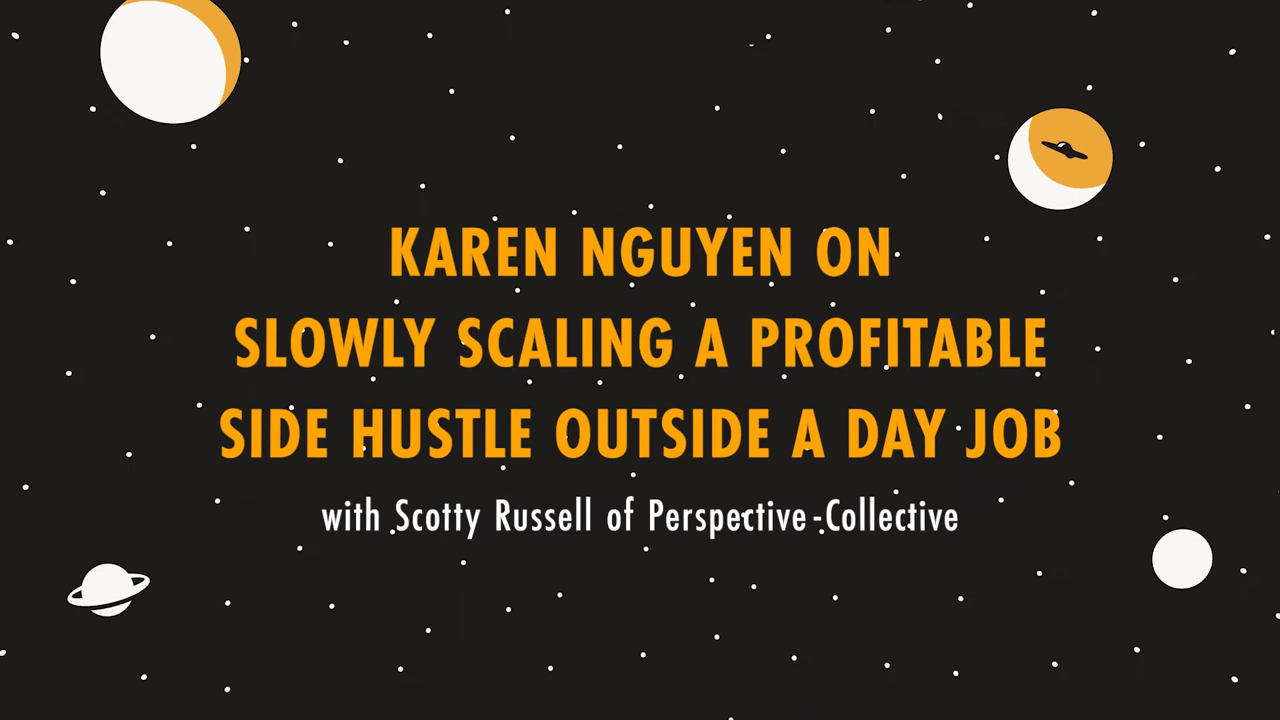 KAREN NGUYEN ON
SLOWLY SCALING A PROFITABLE
SIDE HUSTLE OUTSIDE A DAY JOB
with Scotty Russell of Perspective-Collective